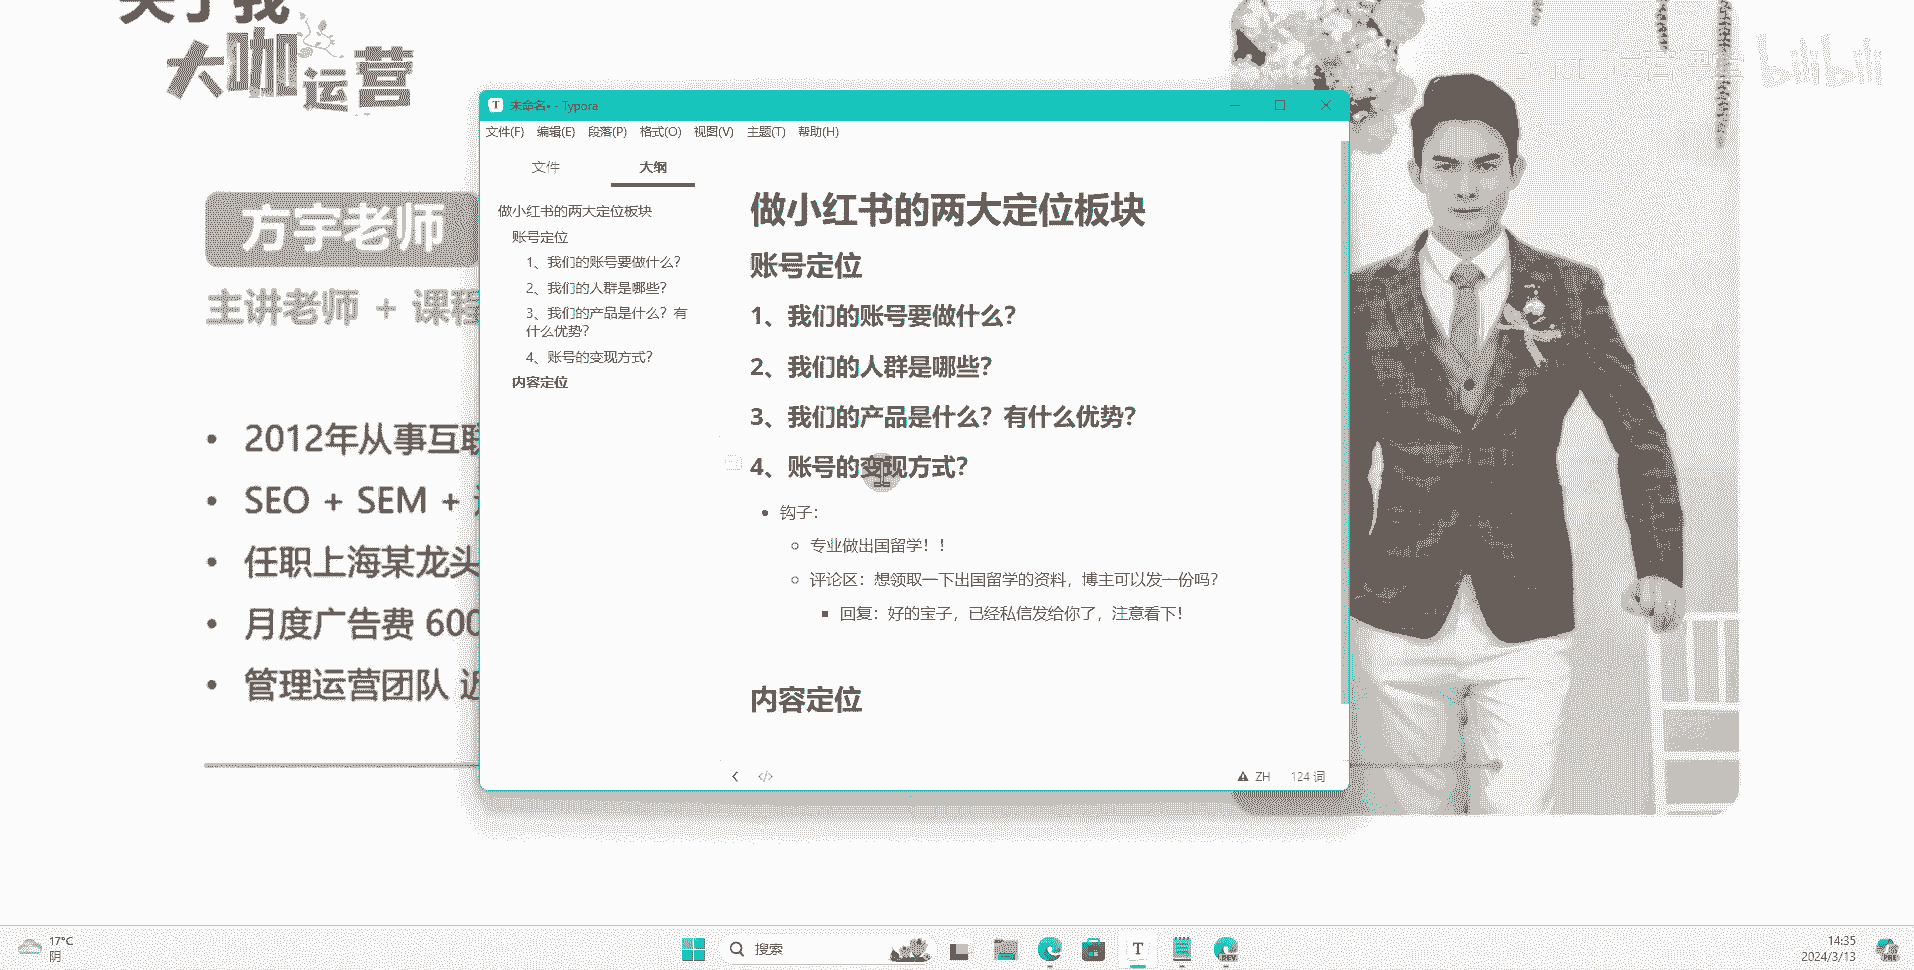 关于我
大咖运营
bilibili
方宇老师
主讲老师 + 课程
2012年从事互联
SEO + SEM +
任职上海某龙头
月度广告费 600
管理运营团队 近
未命名• - Typora
文件(F) 编辑(E) 段落(P) 格式(O) 视图(V) 主题(T) 帮助(H)
文件 大纲
做小红书的两大定位板块
账号定位
1、我们的账号要做什么？
2、我们的人群是哪些？
3、我们的产品是什么？有
什么优势？
4、账号的变现方式？
内容定位
做小红书的两大定位板块
账号定位
1、我们的账号要做什么？
2、我们的人群是哪些？
3、我们的产品是什么？有什么优势？
4、账号的变现方式？
钩子：
专业做出国留学！！
评论区：想领取一下出国留学的资料，博主可以发一份吗？
回复：好的宝子，已经私信发给你了，注意看下！
内容定位
ZH 124 词
17°C
阴
搜索
T
DEV
14:35
2024/3/13
PRE